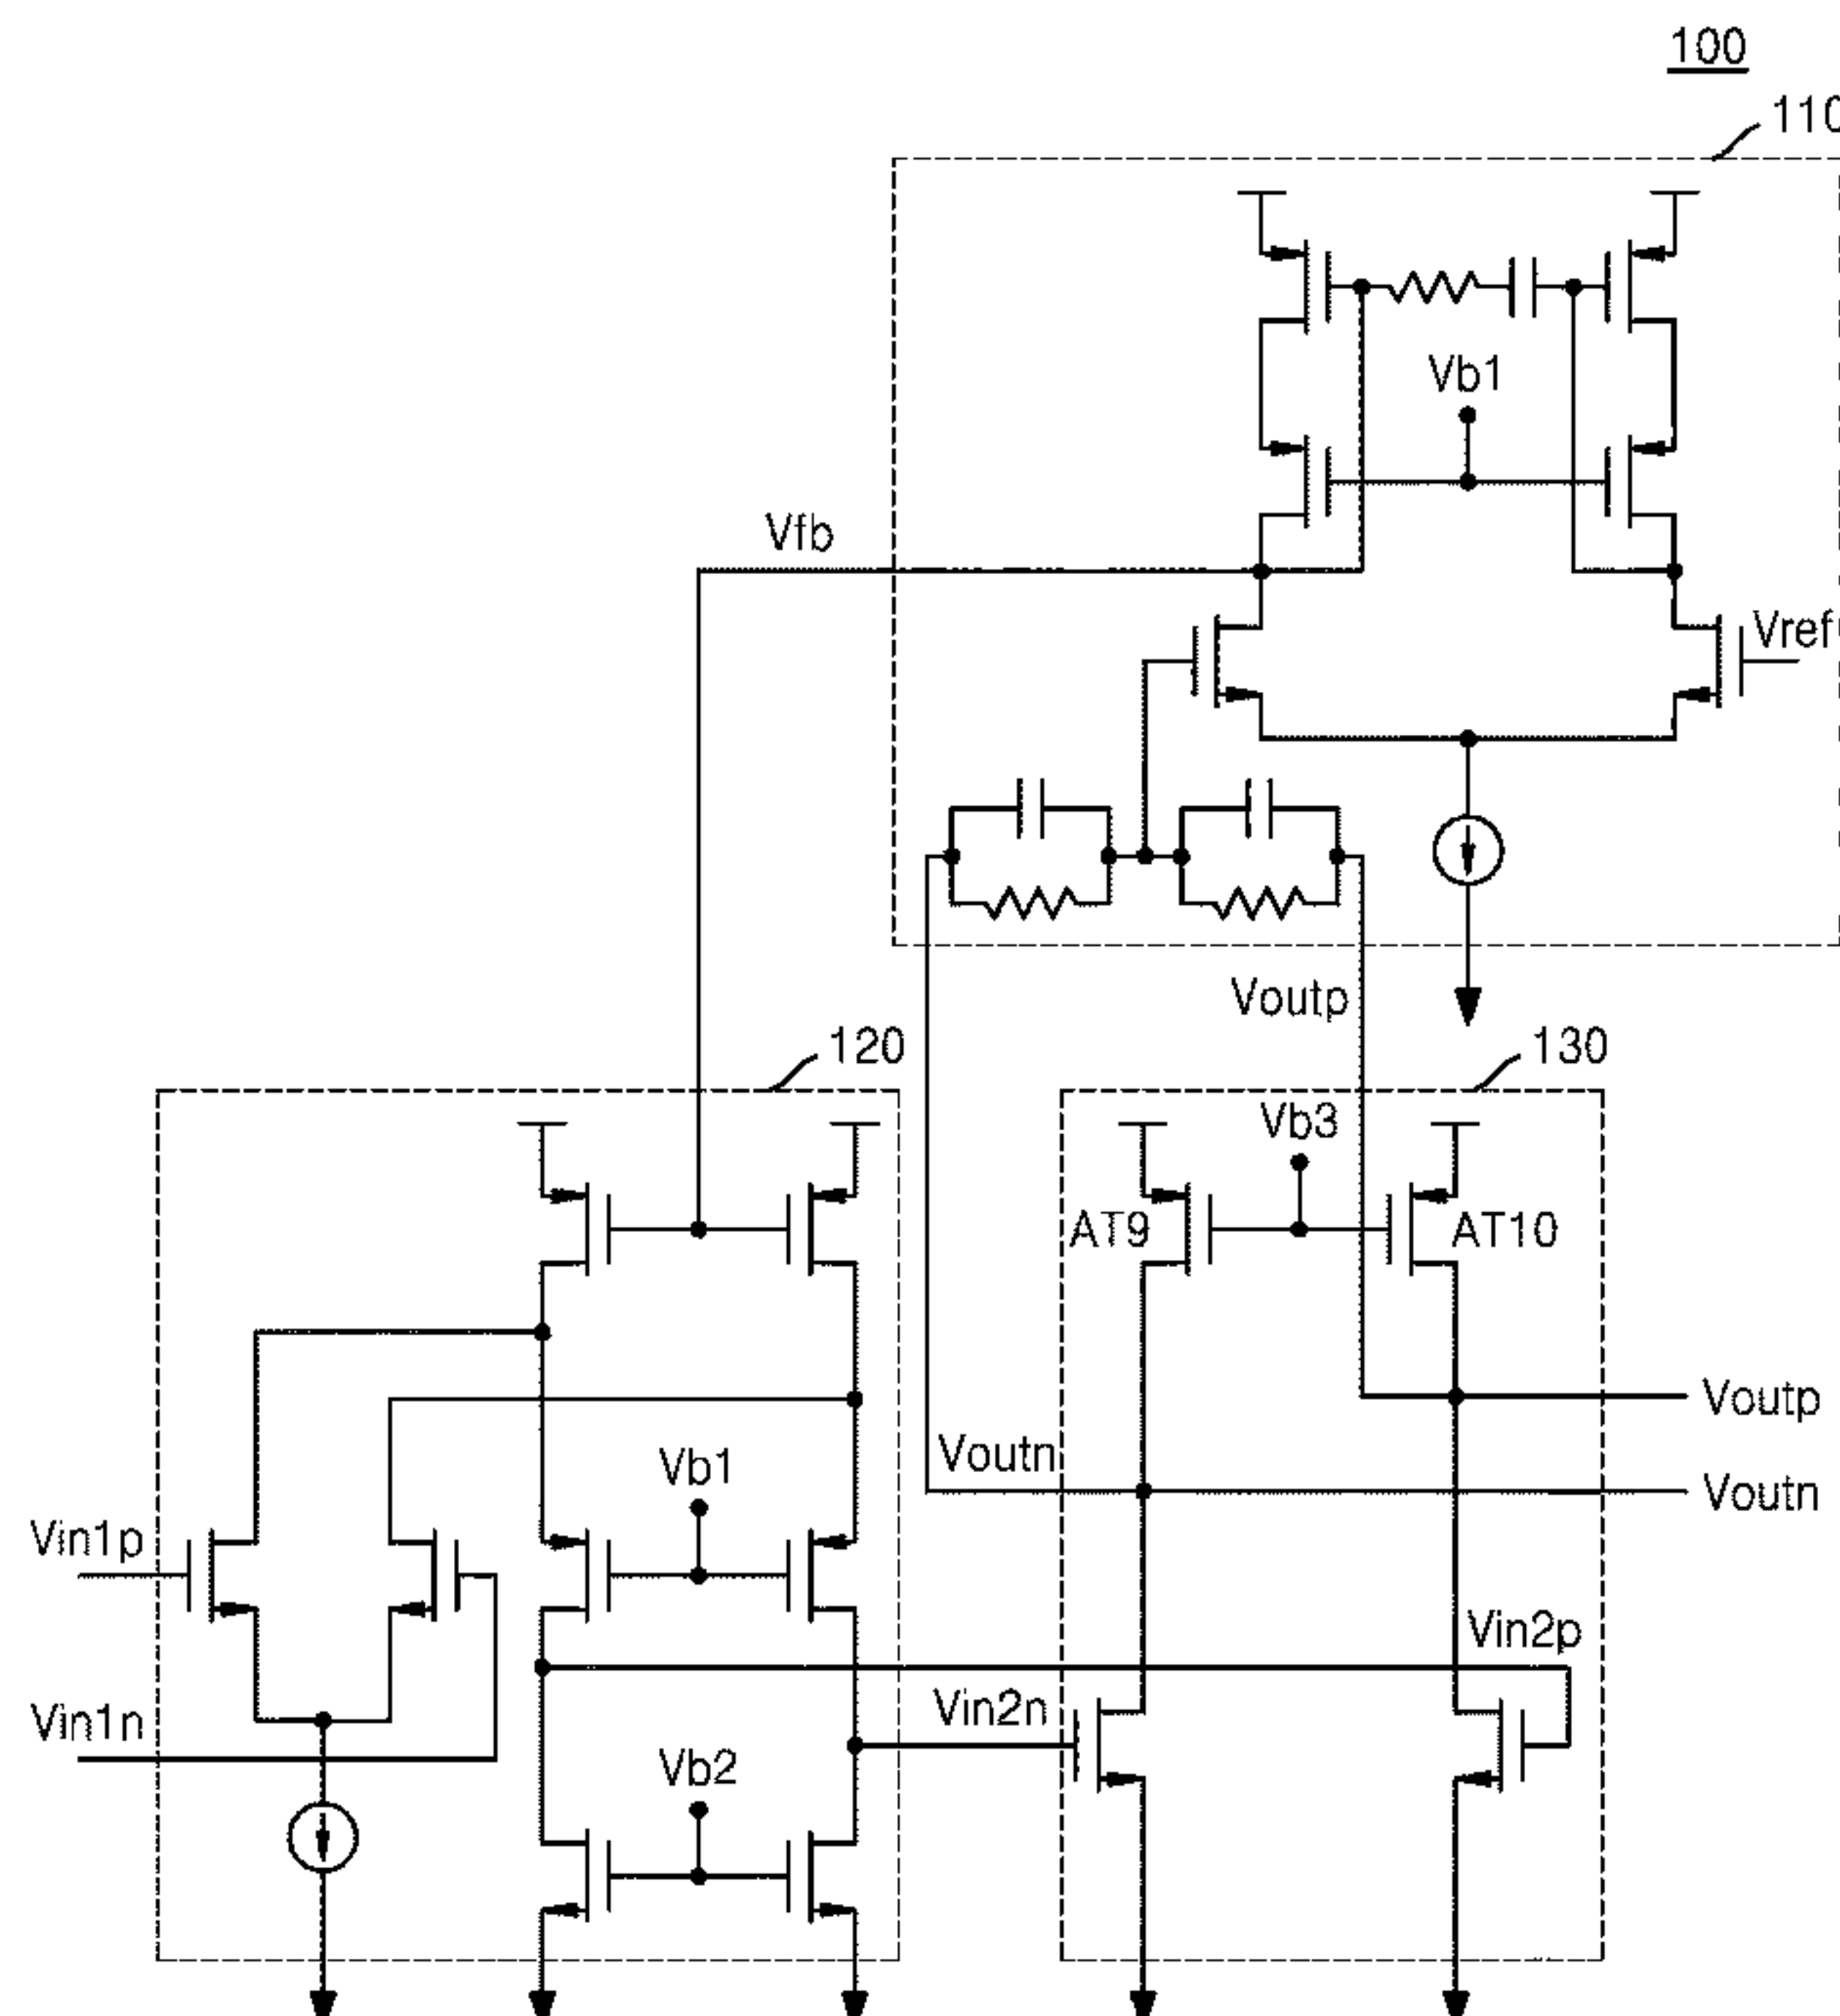 100
110
Vb1
Vfb
Vref
Voutp
120
130
Vb3
AT9
AT10
Voutp
Voutn
Vb1
Voutn
Vin1p
Vin2p
Vin1n
Vin2n
Vb2